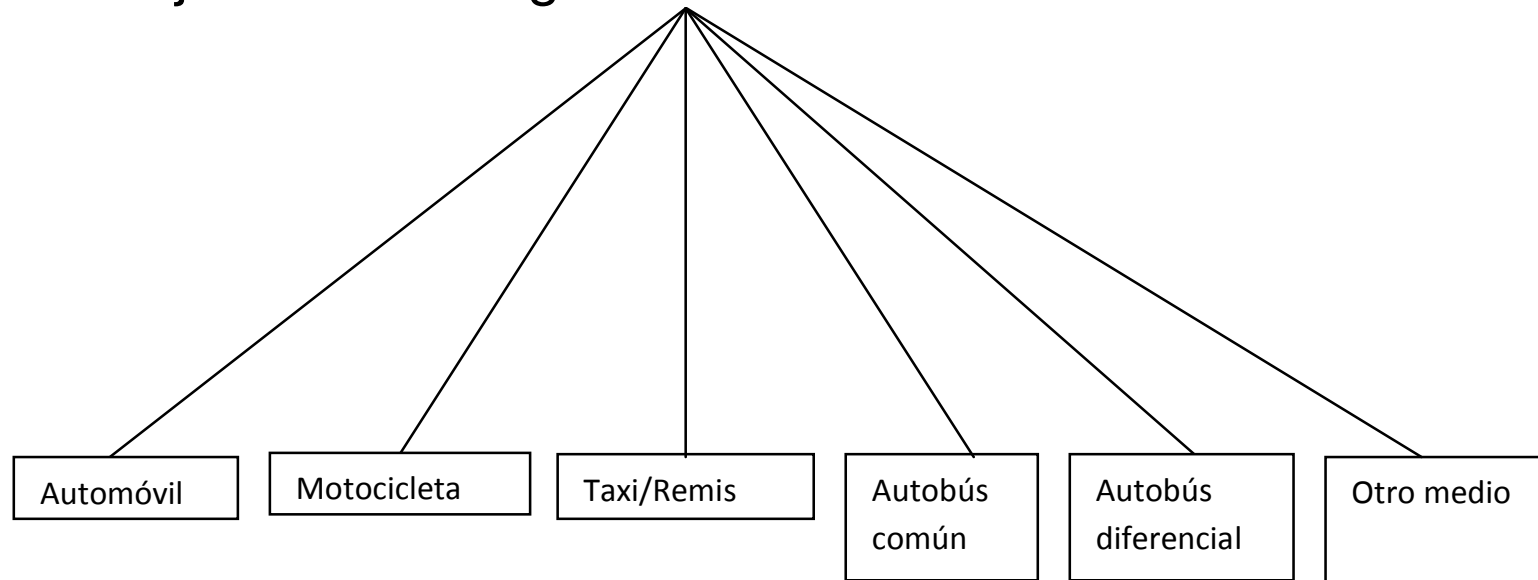 Automóvil
Motocicleta
Taxi/Remis
Autobús
común
Autobús
diferencial
Otro medio